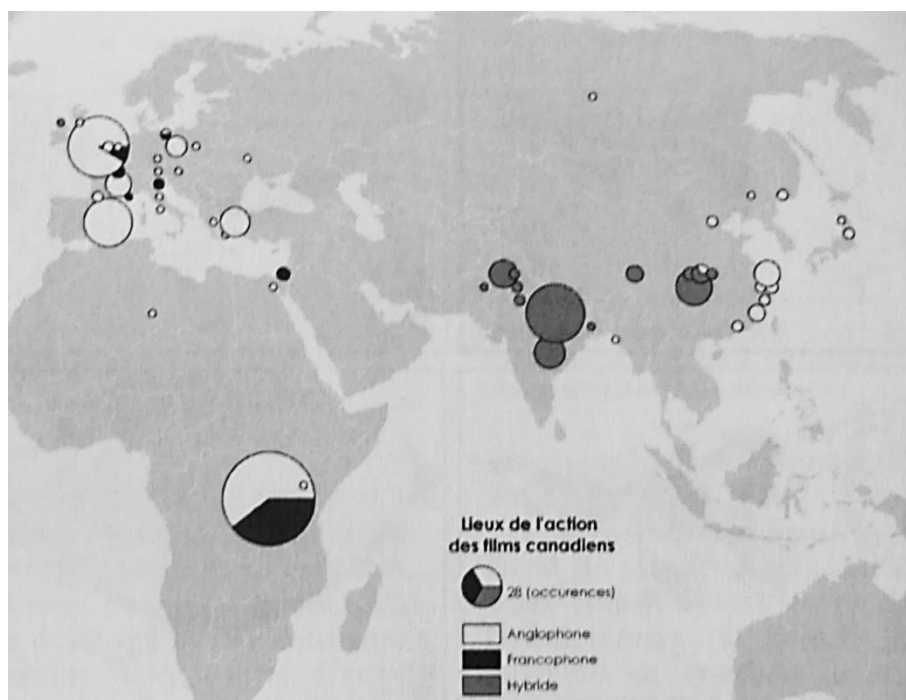 Lieux de l'action
des films canadiens
28 (occurences)
Anglophone
Francophone
Hybride